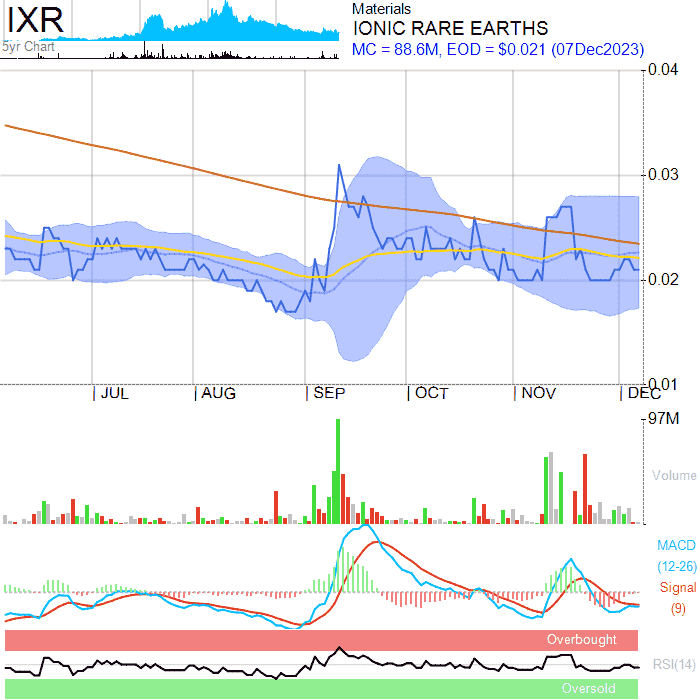 IXR
5yr Chart
Materials
IONIC RARE EARTHS
MC = 88.6M, EOD = $0.021 (07Dec2023)
0.04
0.03
0.02
0.01
JUL AUG SEP OCT NOV DEC
97M
Volume
MACD
(12-26)
Signal
(9)
Overbought
RSI(14)
Oversold